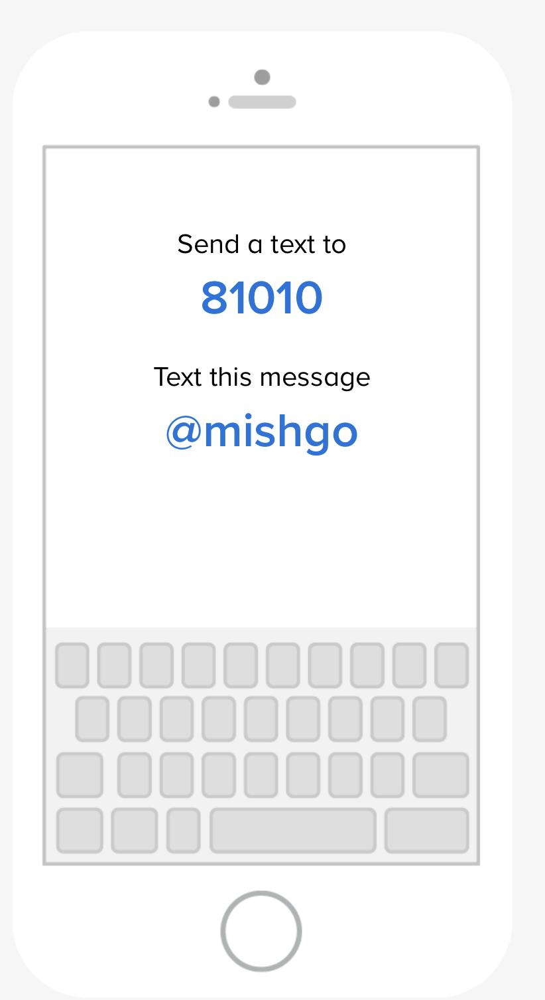 Send a text to
81010
Text this message
@mishgo